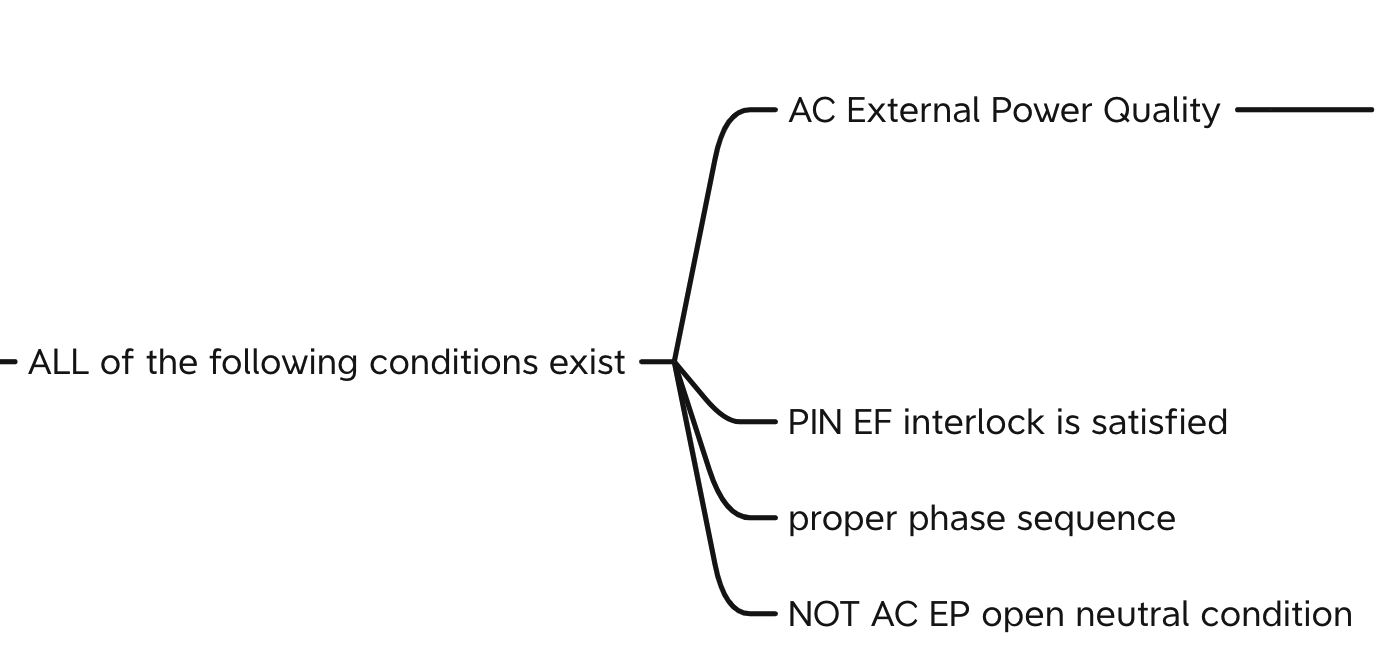 AC External Power Quality
ALL of the following conditions exist
PIN EF interlock is satisfied
proper phase sequence
NOT AC EP open neutral condition